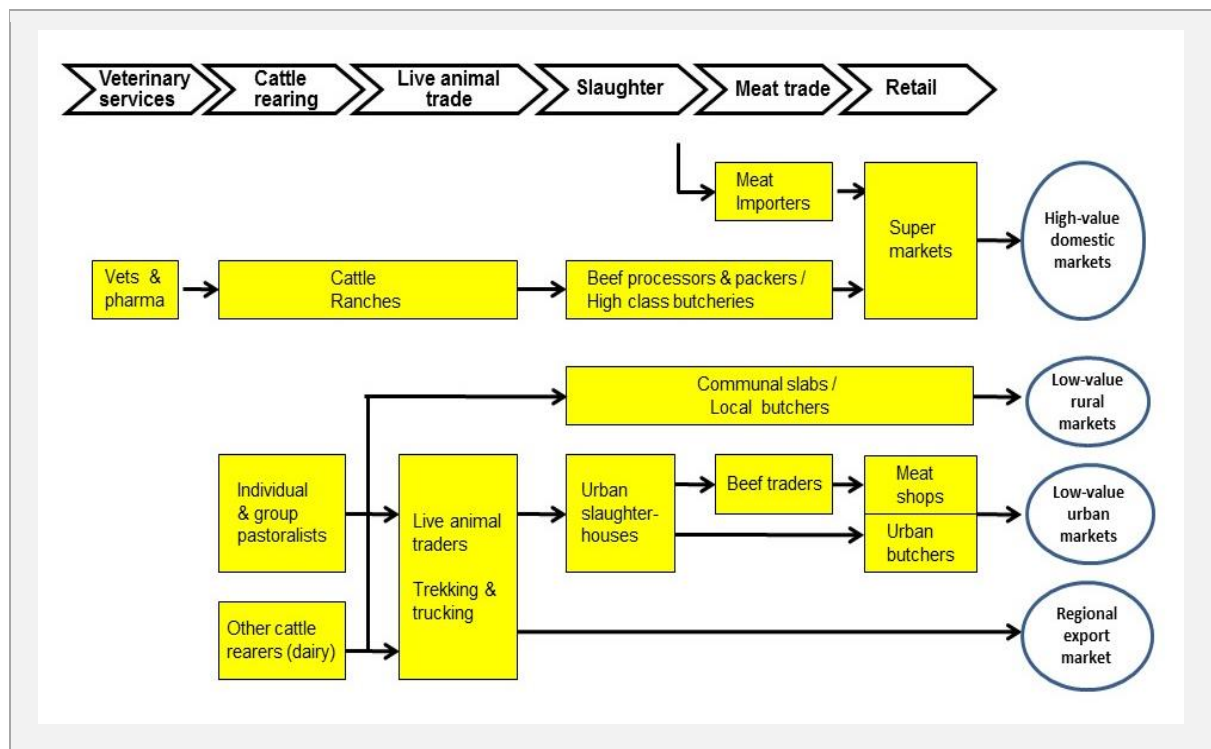 Veterinary
services
Cattle
rearing
Live animal
trade
Slaughter
Meat trade
Retail
Meat
Importers
Super
markets
High-value
domestic
markets
Vets &
pharma
Cattle
Ranches
Beef processors & packers /
High class butcheries
Communal slabs /
Local butchers
Low-value
rural
markets
Individual
& group
pastoralists
Live animal
traders
Trekking &
trucking
Urban
slaughter-
houses
Beef traders
Meat
shops
Urban
butchers
Low-value
urban
markets
Other cattle
rearers (dairy)
Regional
export
market